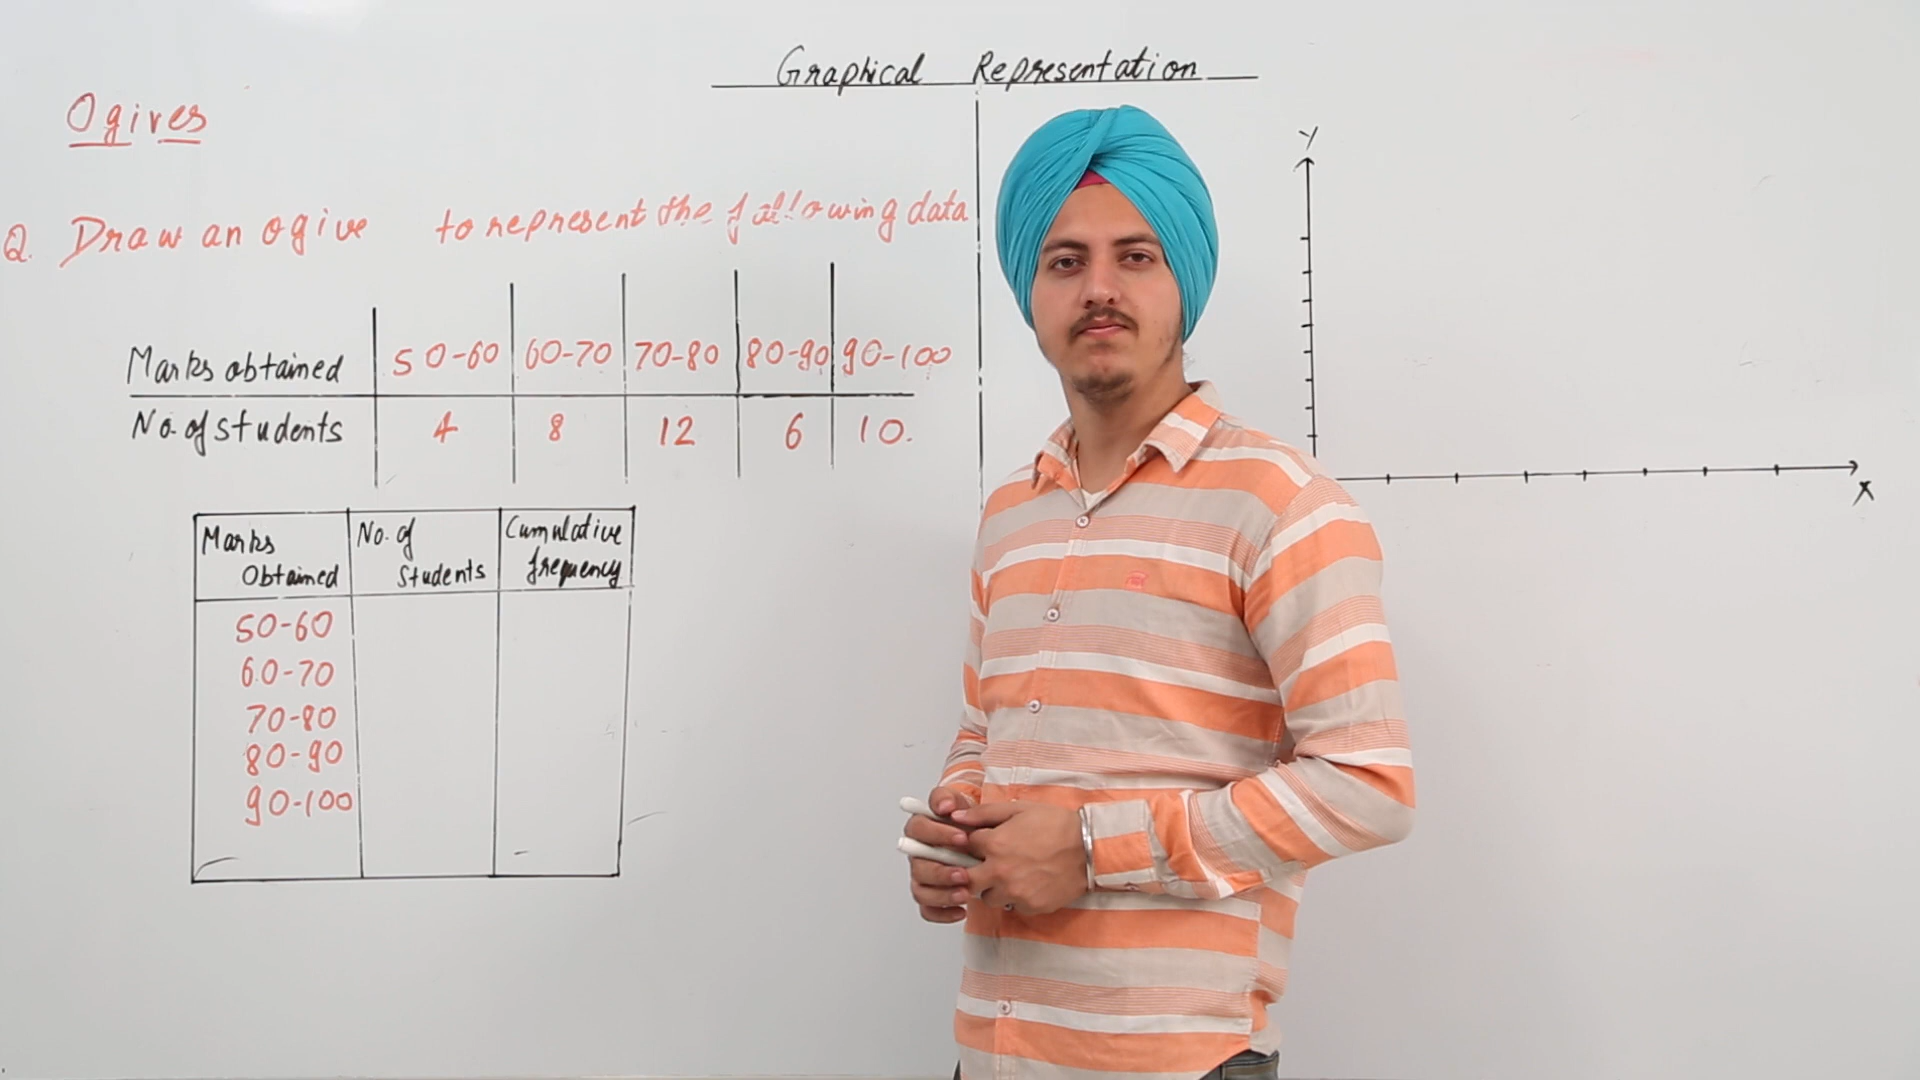 Graphical Representation
Ogives
Q. Draw an ogive to represent the following data
Marks obtained 50-60 60-70 70-80 80-90 90-100
No. of students 4 8 12 6 10.
Marks Obtained No. of Students Cumulative frequency
50-60
60-70
70-80
80-90
90-100
Y
X